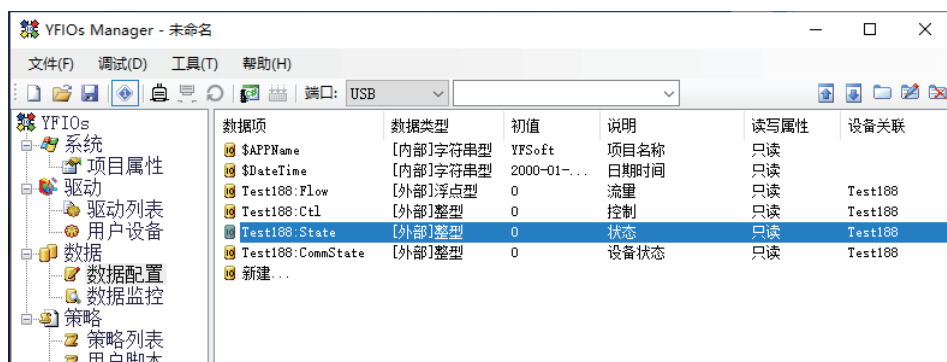 YFIOs Manager - 未命名
文件(F) 调试(D) 工具(T) 帮助(H)
端口: USB
YFIOs
系统
项目属性
驱动
驱动列表
用户设备
数据
数据配置
数据监控
策略
策略列表
用户脚本
数据项 数据类型 初值 说明 读写属性 设备关联
$APPName [内部]字符串型 YFSoft 项目名称 只读
$DateTime [内部]字符串型 2000-01-... 日期时间 只读
Test188:Flow [外部]浮点型 0 流量 只读 Test188
Test188:Ctl [外部]整型 0 控制 只读 Test188
Test188:State [外部]整型 0 状态 只读 Test188
Test188:CommState [外部]整型 0 设备状态 只读 Test188
新建...